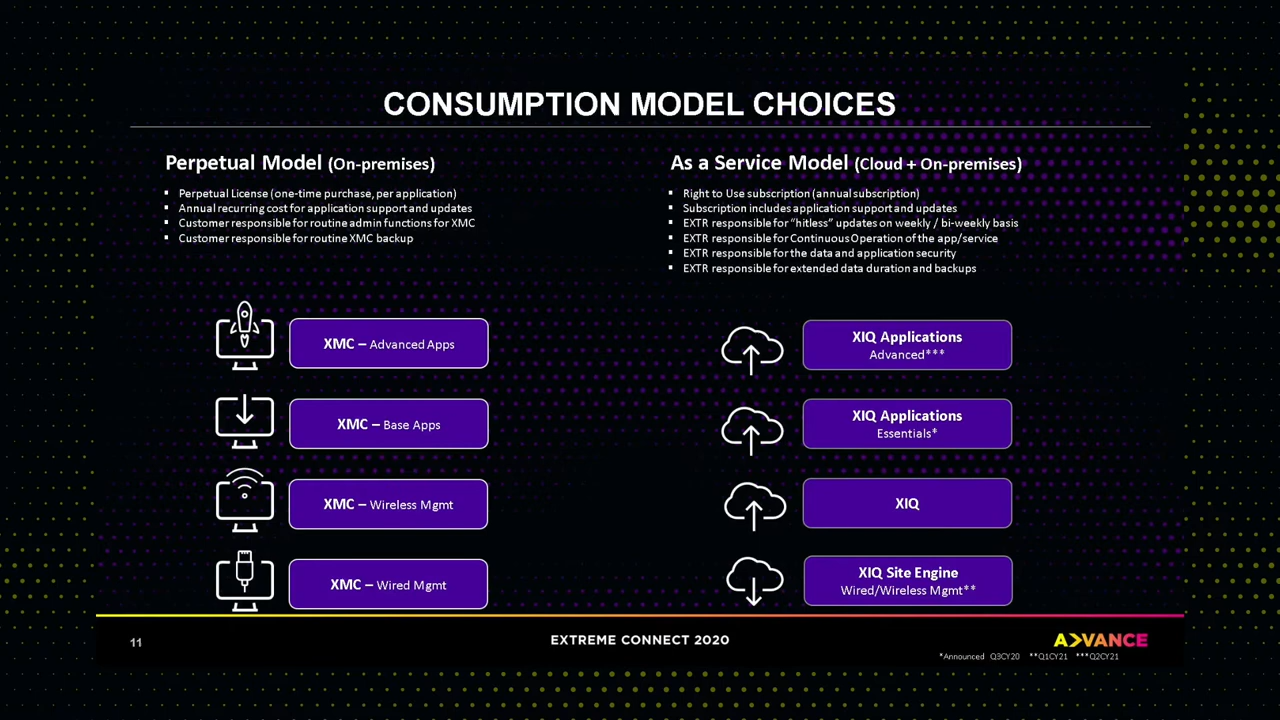 CONSUMPTION MODEL CHOICES
Perpetual Model (On-premises)
▪ Perpetual License (one-time purchase, per application)
▪ Annual recurring cost for application support and updates
▪ Customer responsible for routine admin functions for XMC
▪ Customer responsible for routine XMC backup
XMC – Advanced Apps
XMC – Base Apps
XMC – Wireless Mgmt
XMC – Wired Mgmt
As a Service Model (Cloud + On-premises)
▪ Right to Use subscription (annual subscription)
▪ Subscription includes application support and updates
▪ EXTR responsible for “hitless” updates on weekly / bi-weekly basis
▪ EXTR responsible for Continuous Operation of the app/service
▪ EXTR responsible for the data and application security
▪ EXTR responsible for extended data duration and backups
XIQ Applications
Advanced***
XIQ Applications
Essentials*
XIQ
XIQ Site Engine
Wired/Wireless Mgmt**
11
EXTREME CONNECT 2020
ADVANCE
*Announced Q3CY20 **Q1CY21 ***Q2CY21